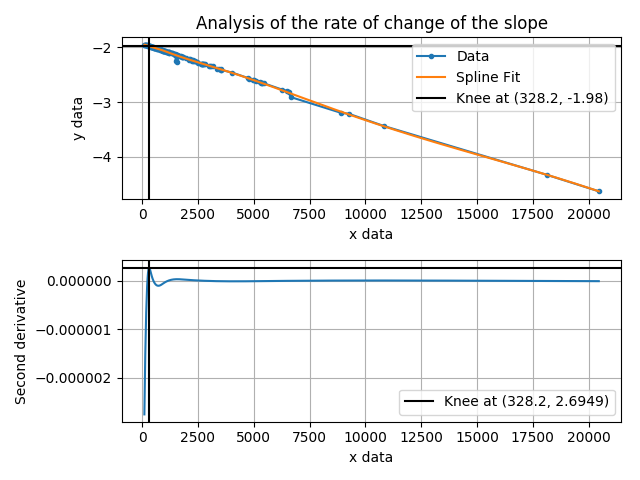 Analysis of the rate of change of the slope
y data
−2
−3
−4
Data
Spline Fit
Knee at (328.2, -1.98)
0 2500 5000 7500 10000 12500 15000 17500 20000
x data
Second derivative
0.000000
−0.000001
−0.000002
Knee at (328.2, 2.6949)
0 2500 5000 7500 10000 12500 15000 17500 20000
x data